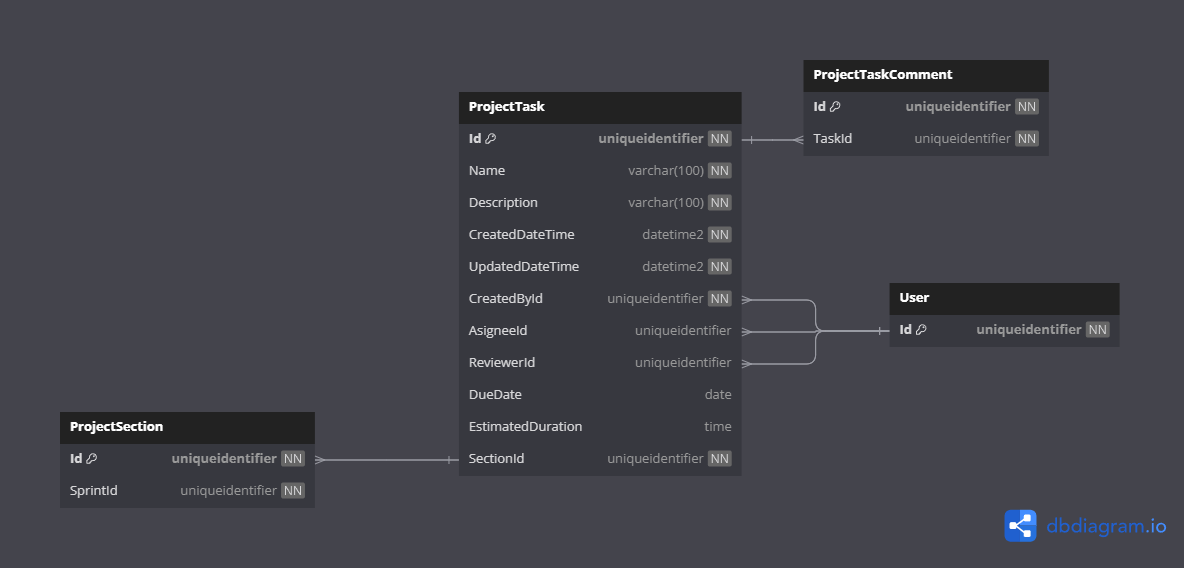 ProjectTaskComment
Id uniqueidentifier NN
TaskId uniqueidentifier NN
ProjectTask
Id uniqueidentifier NN
Name varchar(100) NN
Description varchar(100) NN
CreatedDateTime datetime2 NN
UpdatedDateTime datetime2 NN
CreatedById uniqueidentifier NN
AsigneeId uniqueidentifier
ReviewerId uniqueidentifier
DueDate date
EstimatedDuration time
SectionId uniqueidentifier NN
User
Id uniqueidentifier NN
ProjectSection
Id uniqueidentifier NN
SprintId uniqueidentifier NN
dbdiagram.io